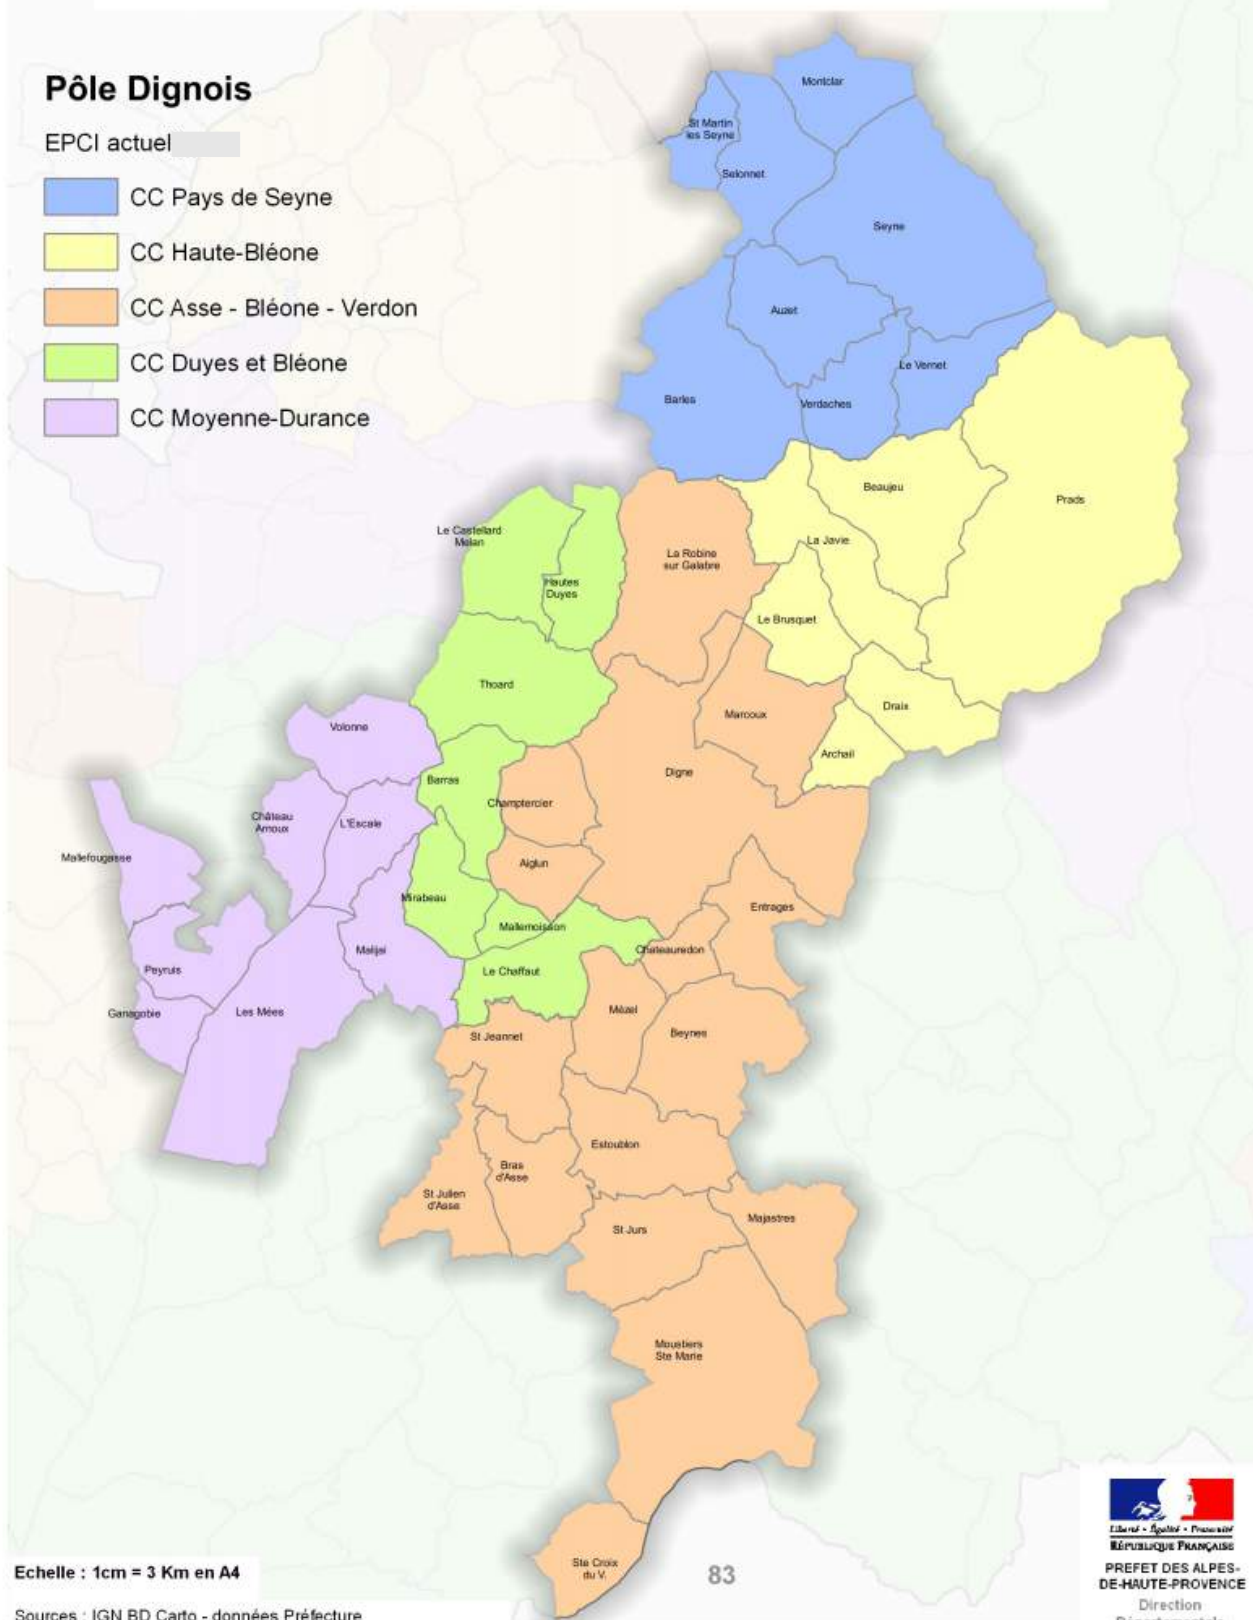 Pôle Dignois
EPCI actuel
CC Pays de Seyne
CC Haute-Bléone
CC Asse - Bléone - Verdon
CC Duyes et Bléone
CC Moyenne-Durance
Montclar
St Martin
les Seyne
Selonnet
Seyne
Auzet
Le Vernet
Barles
Verdaches
Beaujeu
Prads
Le Castellard
Melan
La Javie
La Robine
sur Galabre
Hautes
Duyes
Le Brusquet
Thoard
Draix
Marcoux
Volonne
Archail
Digne
Barras
Champtercier
Château
Arnoux
L'Escale
Mallefougasse
Aiglun
Mirabeau
Entrages
Mallemoisson
Chateauredon
Malijai
Peyruis
Le Chaffaut
Ganagobie
Les Mées
Mézel
St Jeannet
Beynes
Estoublon
Bras
d'Asse
St Julien
d'Asse
Majastres
St Jurs
Moustiers
Ste Marie
Ste Croix
du V.
83
Echelle : 1cm = 3 Km en A4
Sources : IGN BD Carto - données Préfecture
Liberté • Égalité • Fraternité
RÉPUBLIQUE FRANÇAISE
PREFET DES ALPES-
DE-HAUTE-PROVENCE
Direction
Départementale